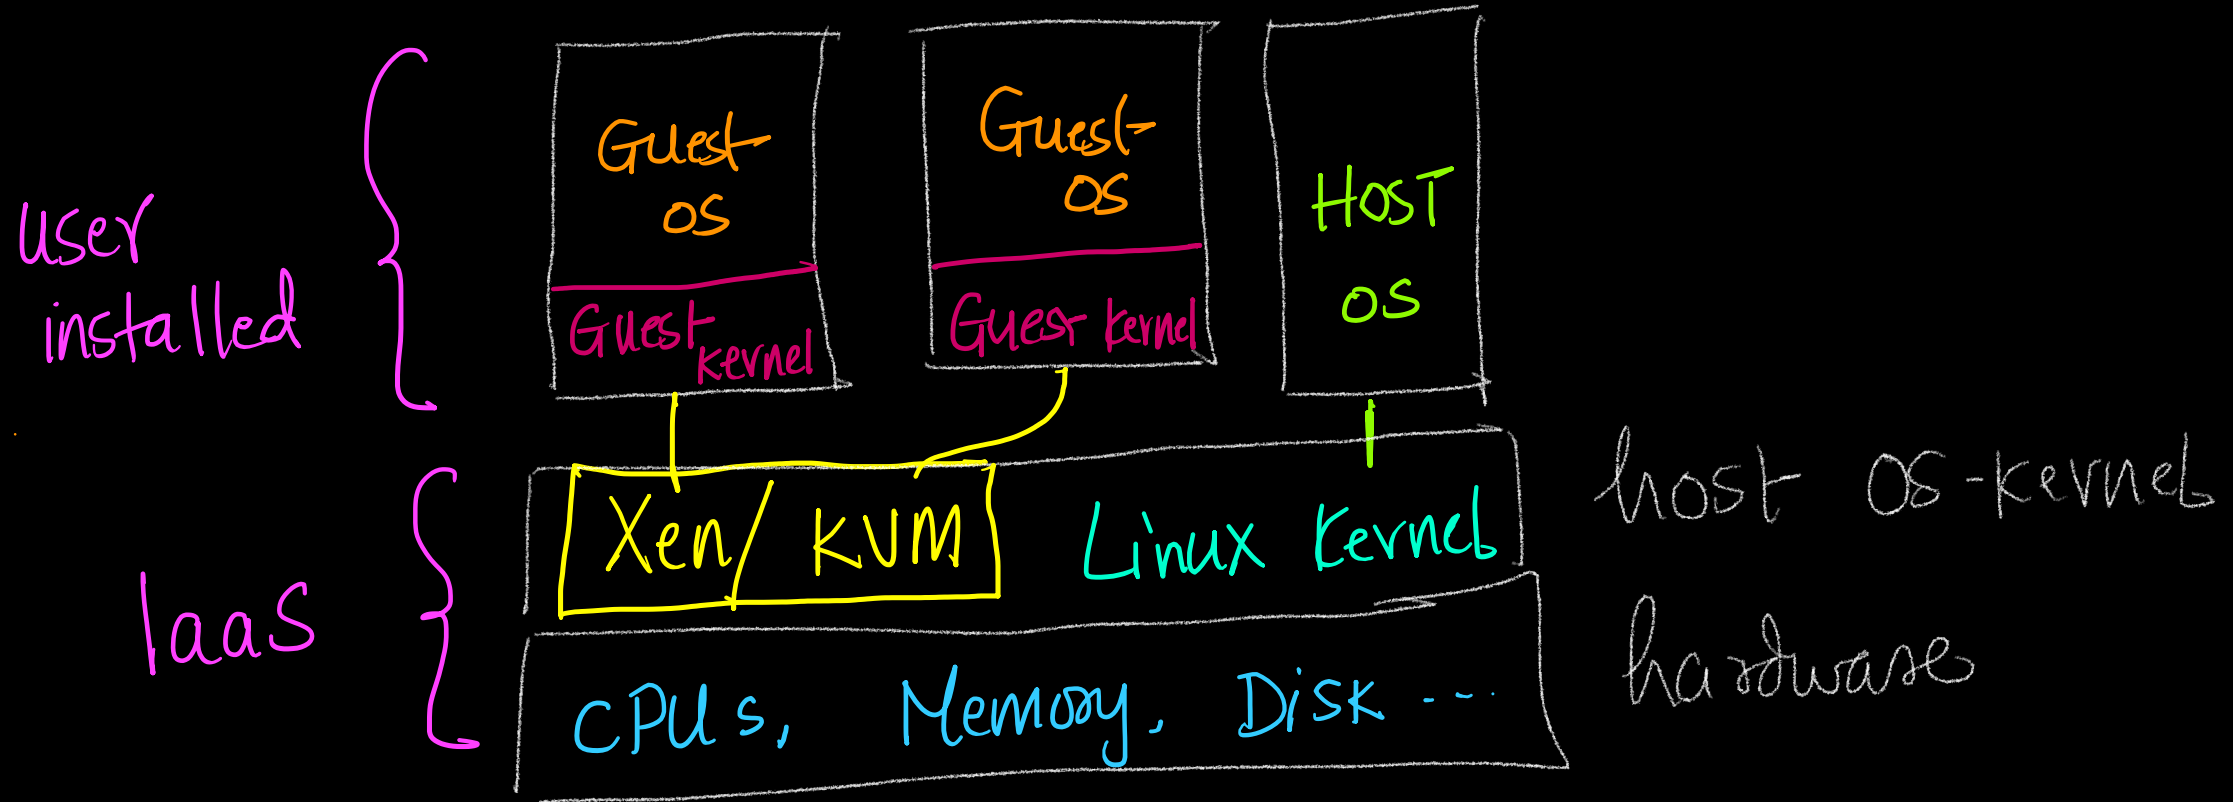 Guest
OS
Guest
kernel
Guest
OS
Guest kernel
HOST
OS
user
installed
Xen/KVM
Linux Kernel
host OS-kernel
IaaS
CPUs, Memory, Disk ...
hardware